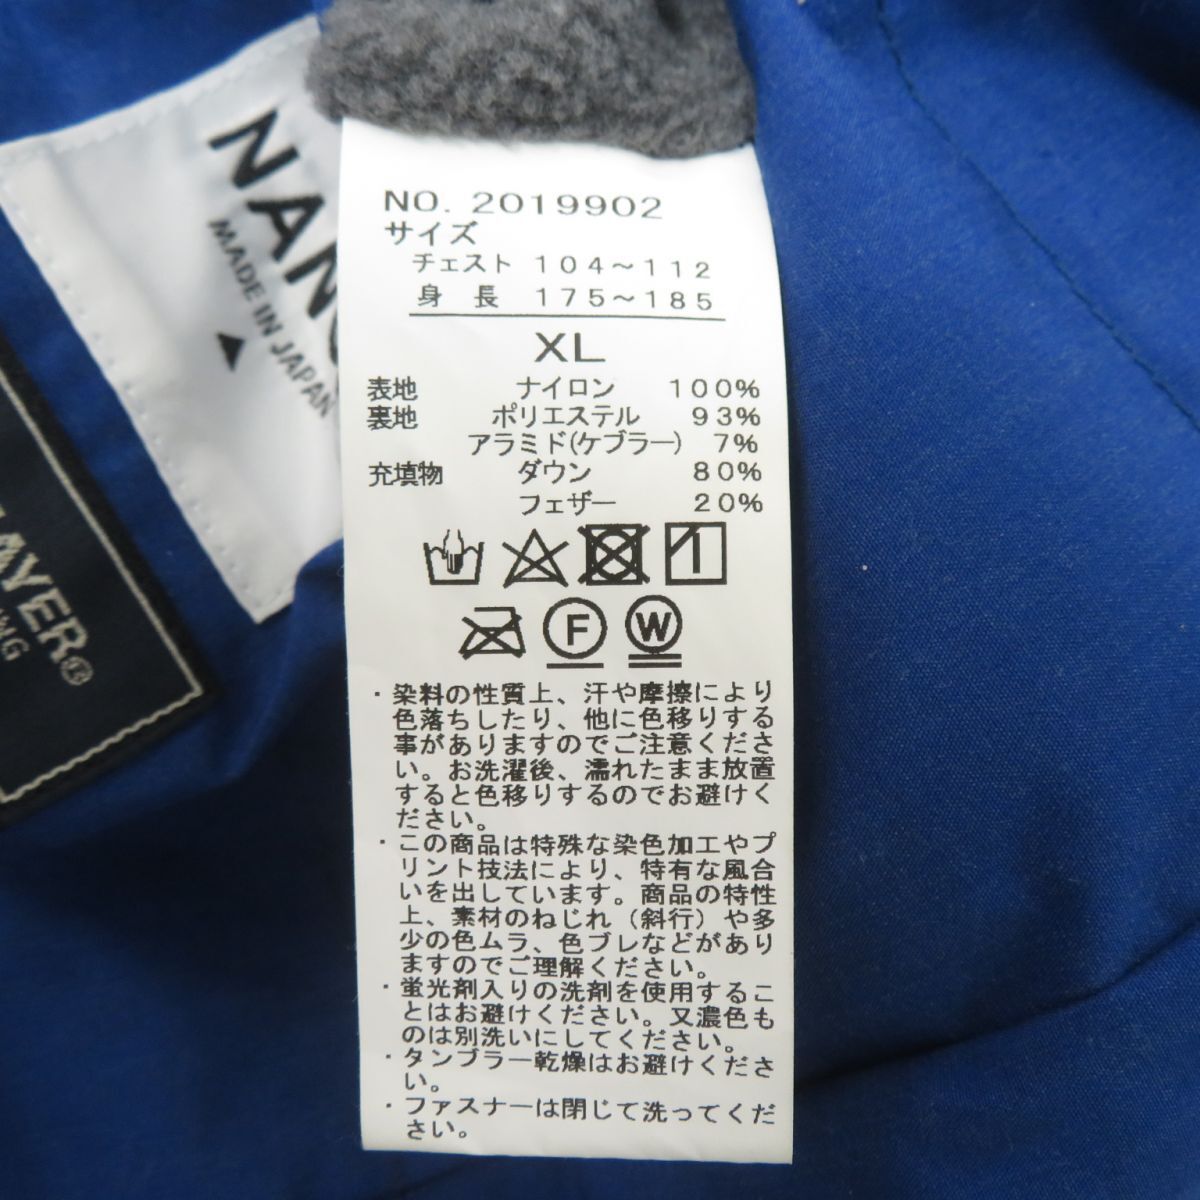 NO. 2019902
サイズ
チェスト 104～112
身 長 175～185
XL
表地 ナイロン 100%
裏地 ポリエステル 93%
アラミド(ケブラー) 7%
充填物 ダウン 80%
フェザー 20%
F W
・染料の性質上、汗や摩擦により
色落ちしたり、他に色移りする
事がありますのでご注意くださ
い。お洗濯後、濡れたまま放置
すると色移りするのでお避けく
ださい。
・この商品は特殊な染色加工やプ
リント技法により、特有な風合
いを出しています。商品の特性
上、素材のねじれ（斜行）や多
少の色ムラ、色ブレなどがあり
ますのでご理解ください。
・蛍光剤入りの洗剤を使用するこ
とはお避けください。又濃色も
のは別洗いにしてください。
・タンブラー乾燥はお避けくださ
い。
・ファスナーは閉じて洗ってくだ
さい。
MADE IN JAPAN